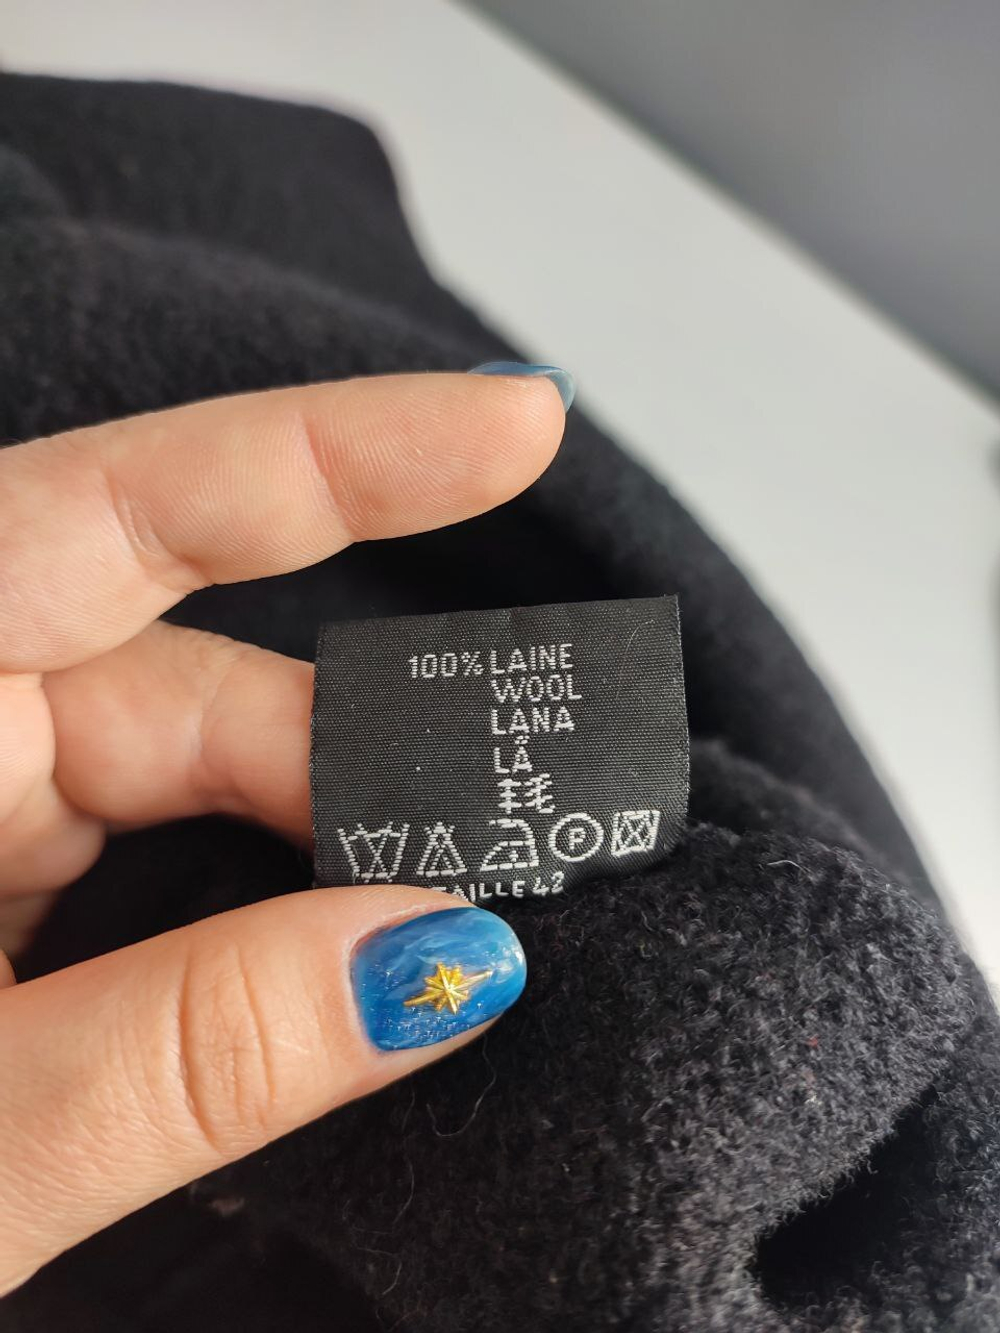 100% LAINE
WOOL
LANA
LÃ
羊毛
P
TAILLE 42